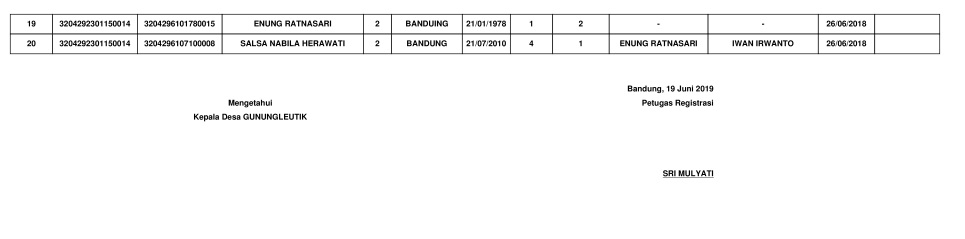 19 3204292301150014 3204296101780015 ENUNG RATNASARI 2 BANDUING 21/01/1978 1 2 - - 26/06/2018
20 3204292301150014 3204296107100008 SALSA NABILA HERAWATI 2 BANDUNG 21/07/2010 4 1 ENUNG RATNASARI IWAN IRWANTO 26/06/2018
Bandung, 19 Juni 2019
Mengetahui Petugas Registrasi
Kepala Desa GUNUNGLEUTIK
SRI MULYATI